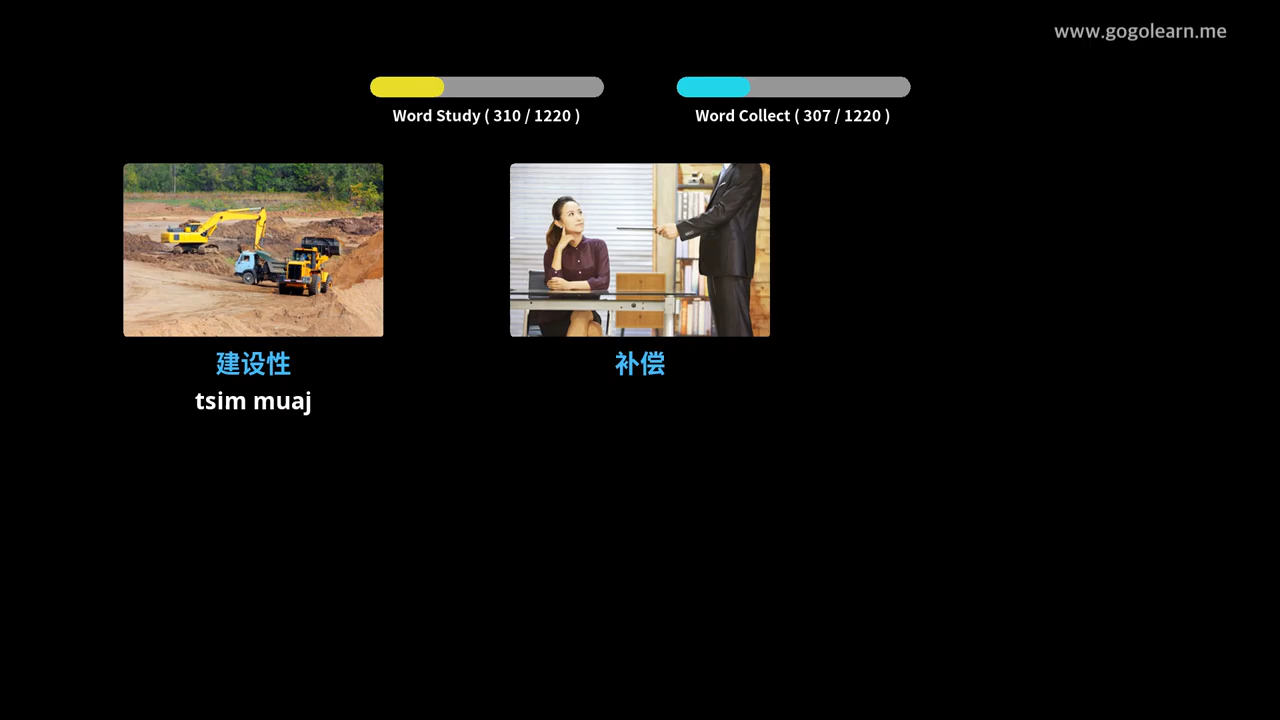 www.gogolearn.me
Word Study ( 310 / 1220 )
Word Collect ( 307 / 1220 )
建设性
tsim muaj
补偿